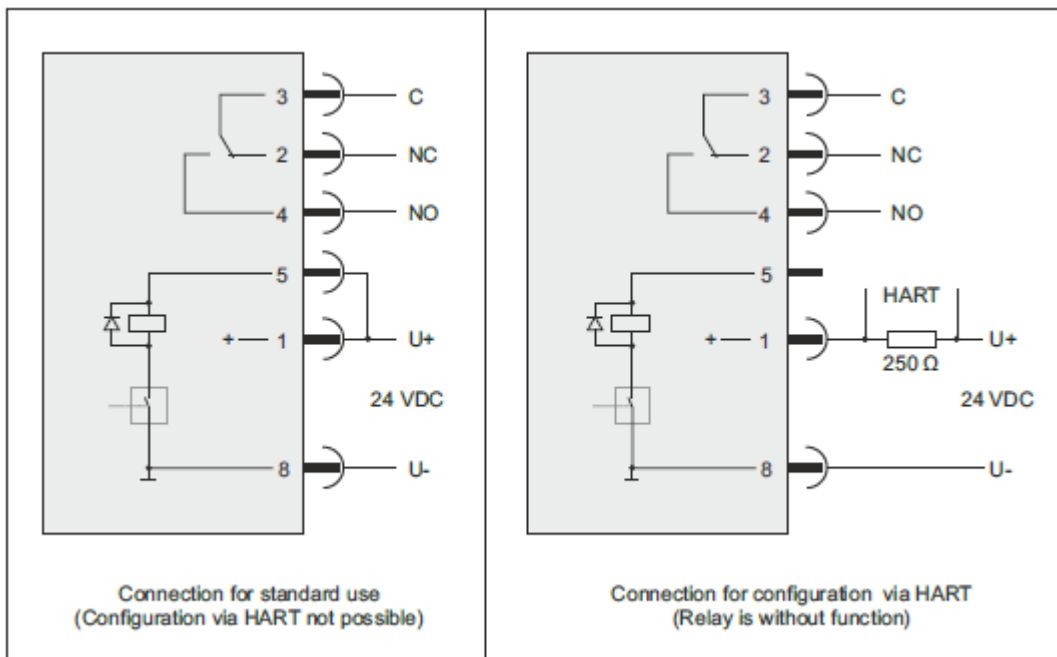 3 C
2 NC
4 NO
5
+ 1 U+
24 VDC
8 U-
Connection for standard use
(Configuration via HART not possible)
3 C
2 NC
4 NO
5
HART
+ 1 U+
250 Ω
24 VDC
8 U-
Connection for configuration via HART
(Relay is without function)